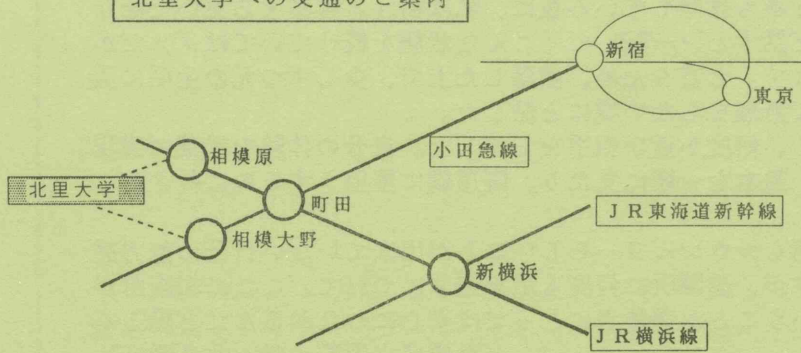 北里大学への交通のご案内
新宿
東京
小田急線
相模原
北里大学
町田
相模大野
JR東海道新幹線
新横浜
JR横浜線